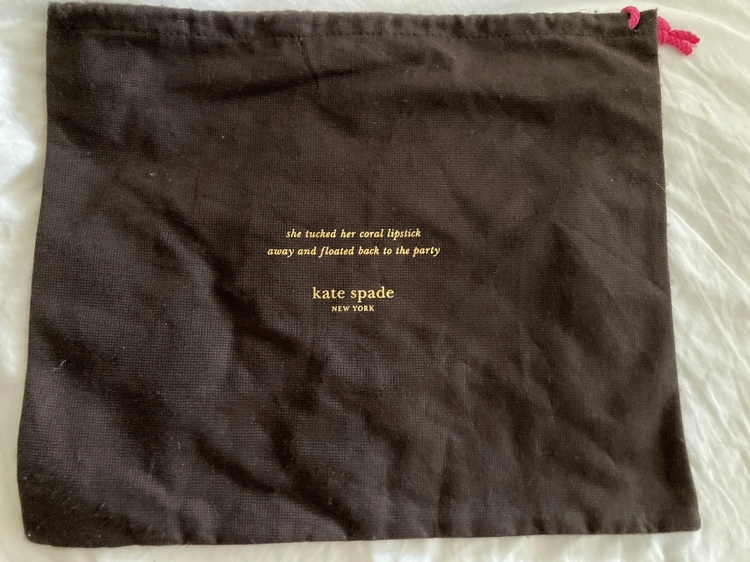 she tucked her coral lipstick
away and floated back to the party
kate spade
NEW YORK